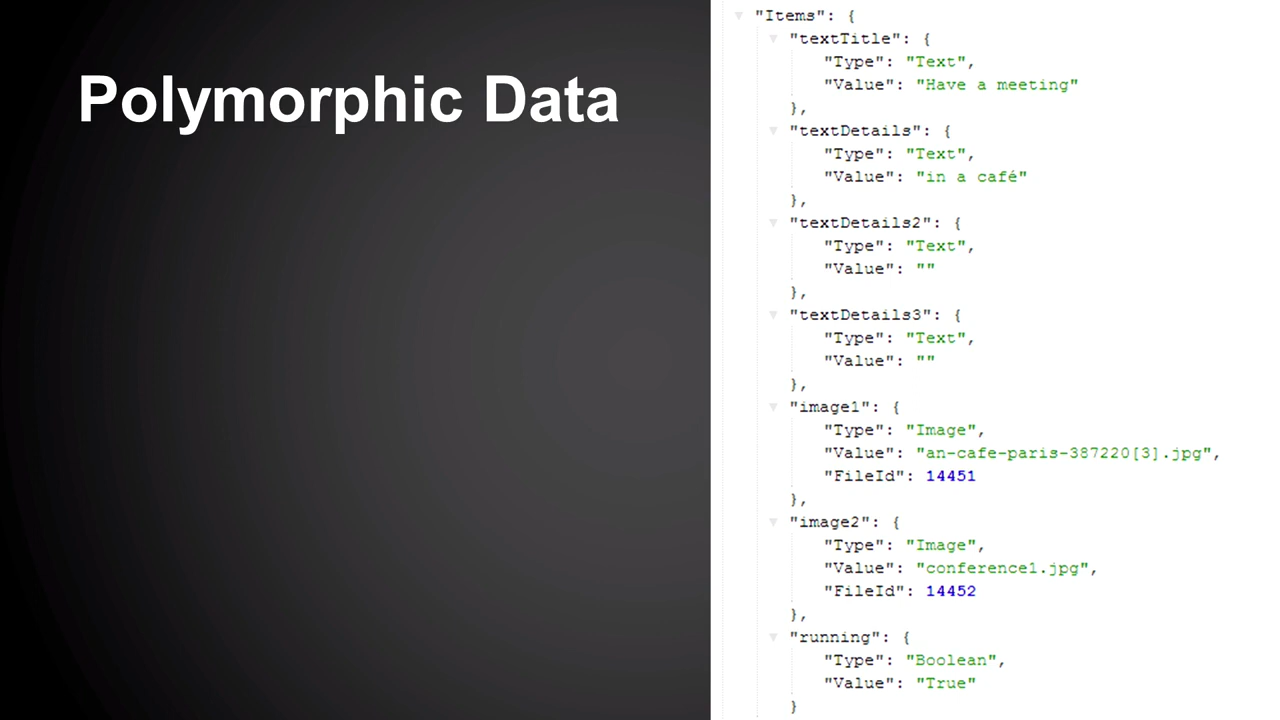 Polymorphic Data
"Items": {
"textTitle": {
"Type": "Text",
"Value": "Have a meeting"
},
"textDetails": {
"Type": "Text",
"Value": "in a café"
},
"textDetails2": {
"Type": "Text",
"Value": ""
},
"textDetails3": {
"Type": "Text",
"Value": ""
},
"image1": {
"Type": "Image",
"Value": "an-cafe-paris-387220[3].jpg",
"FileId": 14451
},
"image2": {
"Type": "Image",
"Value": "conference1.jpg",
"FileId": 14452
},
"running": {
"Type": "Boolean",
"Value": "True"
}